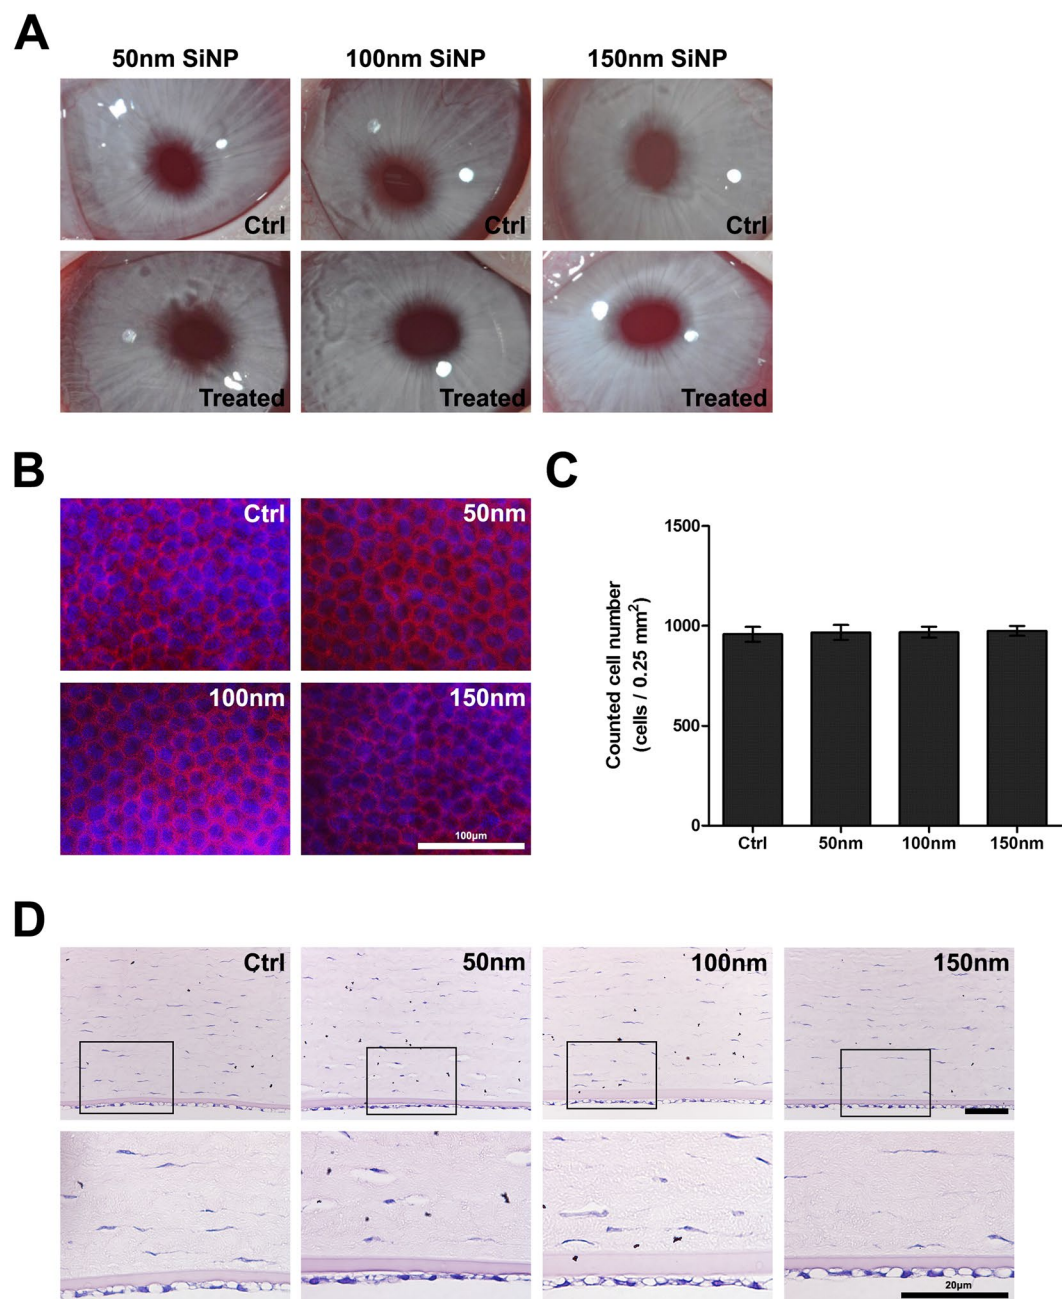 A
50nm SiNP
100nm SiNP
150nm SiNP
Ctrl
Ctrl
Ctrl
Treated
Treated
Treated
B
Ctrl
50nm
100nm
150nm
100µm
C
Counted cell number
(cells / 0.25 mm²)
1500
1000
500
0
Ctrl
50nm
100nm
150nm
D
Ctrl
50nm
100nm
150nm
20µm